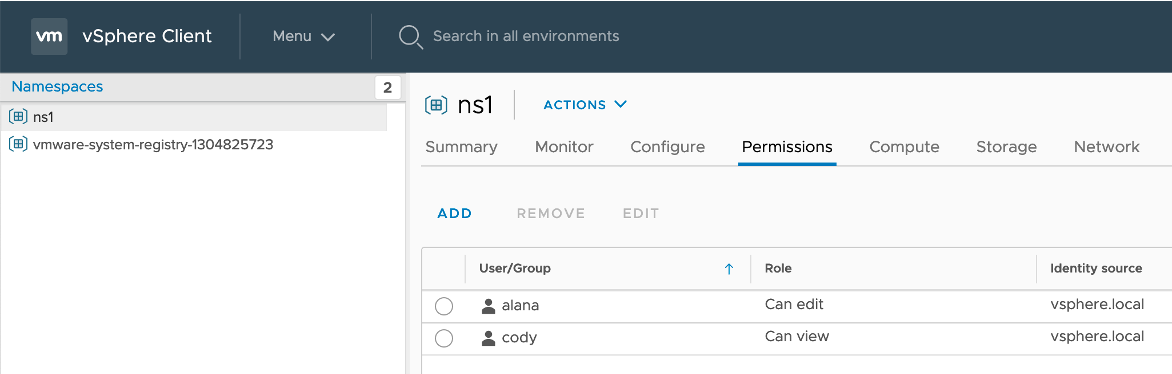 vm vSphere Client Menu Search in all environments
Namespaces 2
ns1
vmware-system-registry-1304825723
ns1 ACTIONS
Summary Monitor Configure Permissions Compute Storage Network
ADD REMOVE EDIT
User/Group Role Identity source
alana Can edit vsphere.local
cody Can view vsphere.local